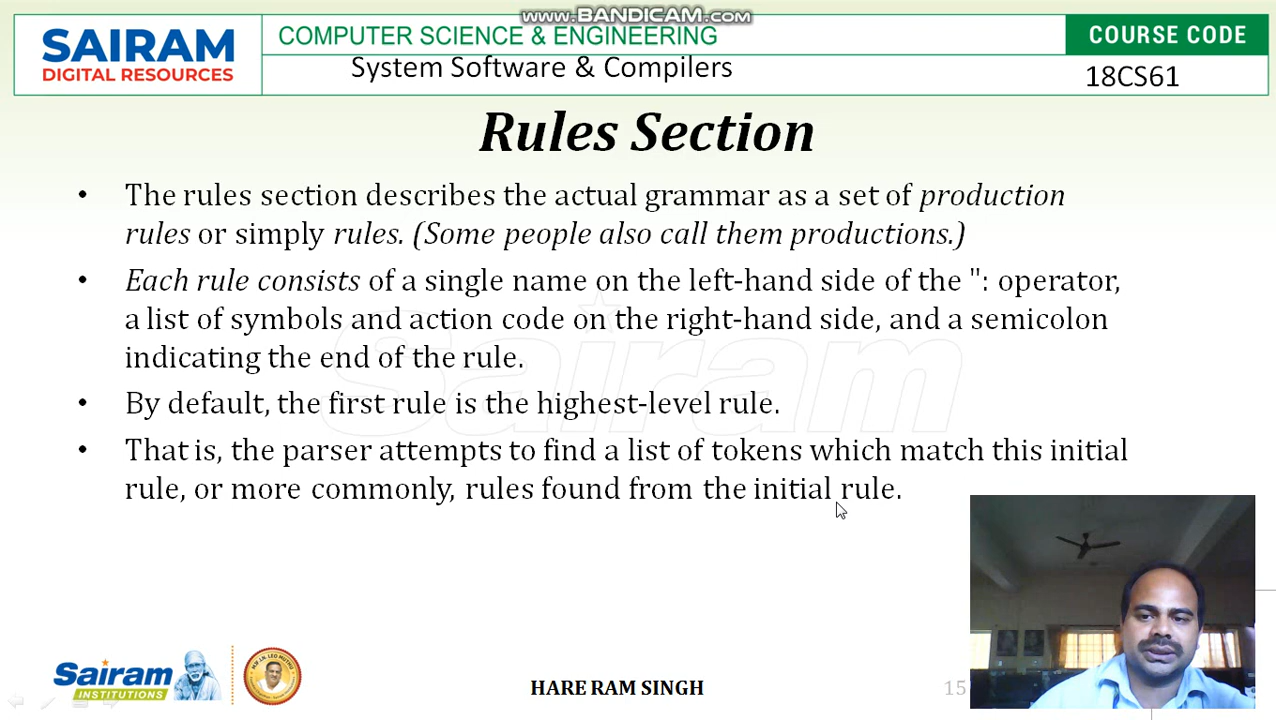 www.BANDICAM.com
SAIRAM
DIGITAL RESOURCES
COMPUTER SCIENCE & ENGINEERING
COURSE CODE
System Software & Compilers
18CS61
Rules Section
• The rules section describes the actual grammar as a set of production
rules or simply rules. (Some people also call them productions.)
• Each rule consists of a single name on the left-hand side of the ": operator,
a list of symbols and action code on the right-hand side, and a semicolon
indicating the end of the rule.
• By default, the first rule is the highest-level rule.
• That is, the parser attempts to find a list of tokens which match this initial
rule, or more commonly, rules found from the initial rule.
Sairam
Sairam
INSTITUTIONS
HARE RAM SINGH
15